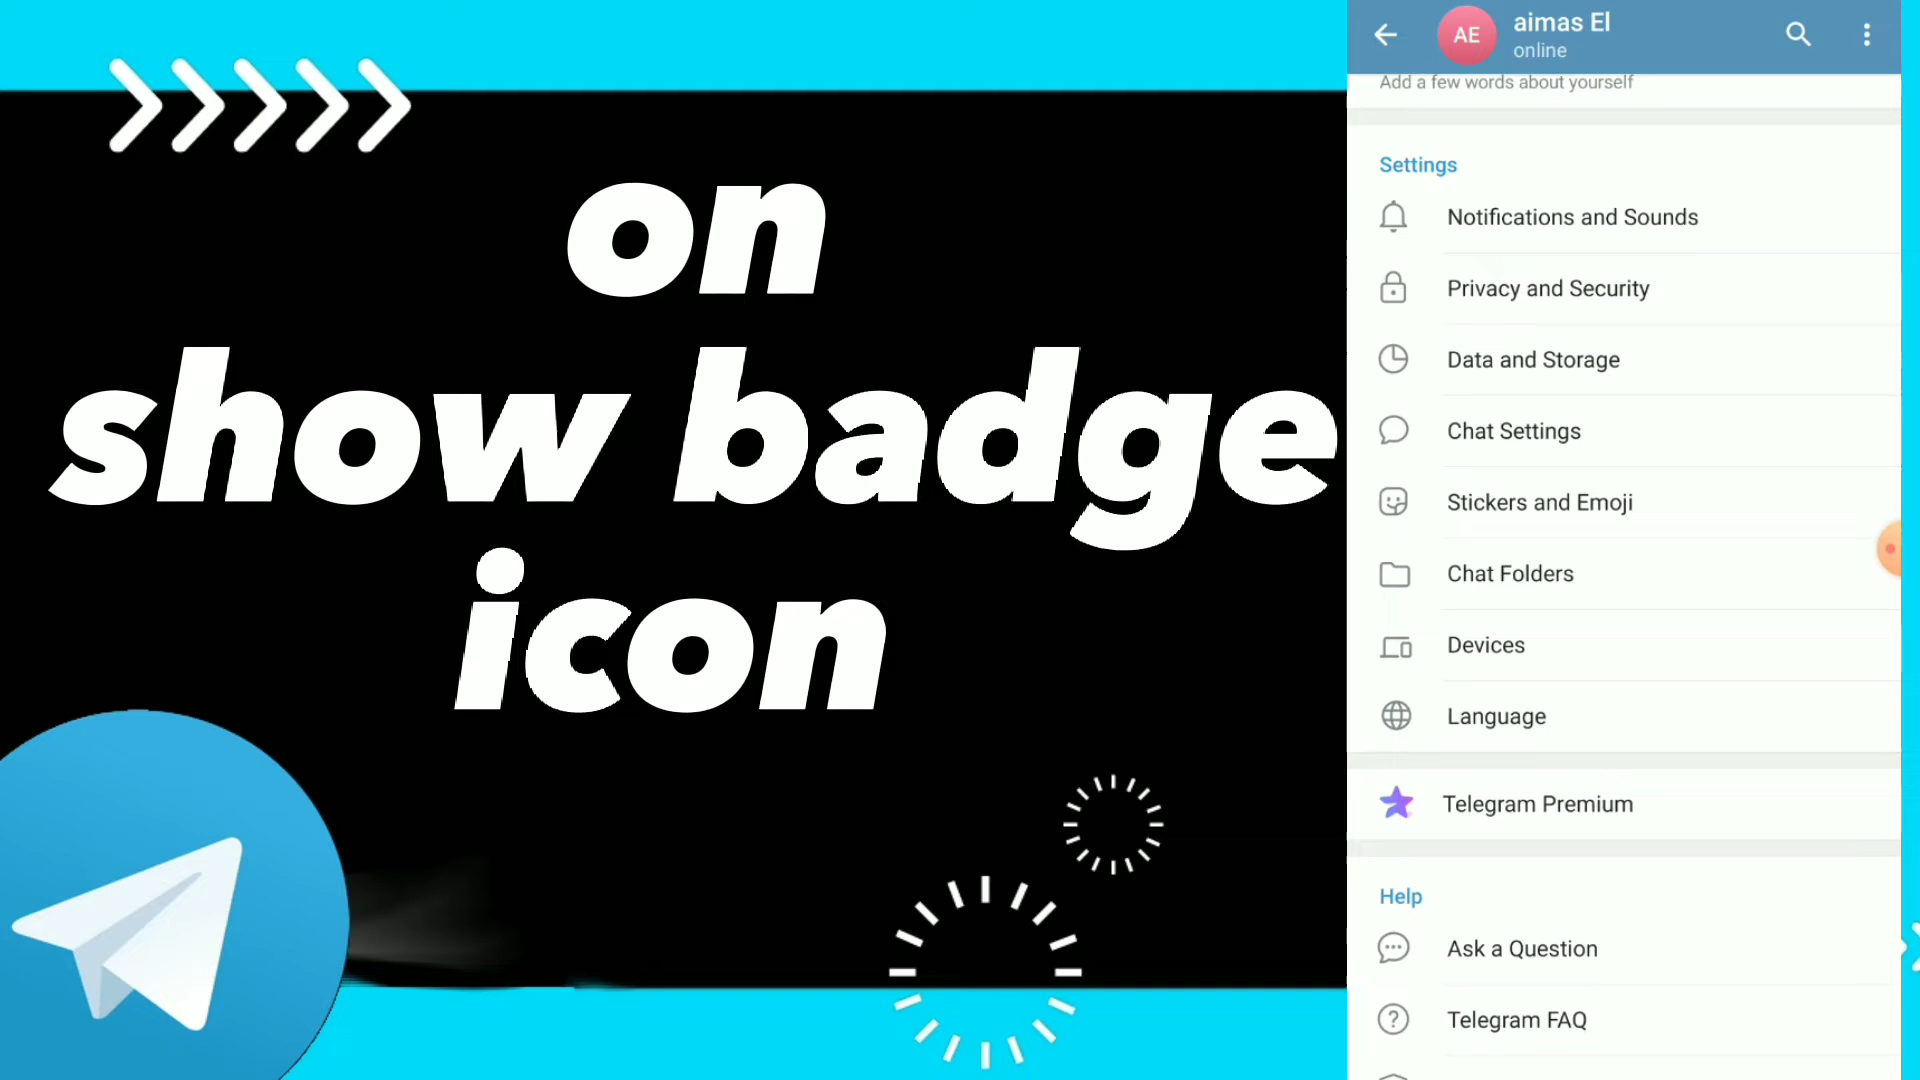 on
show badge
icon
AE
aimas El
online
Add a few words about yourself
Settings
Notifications and Sounds
Privacy and Security
Data and Storage
Chat Settings
Stickers and Emoji
Chat Folders
Devices
Language
Telegram Premium
Help
Ask a Question
Telegram FAQ